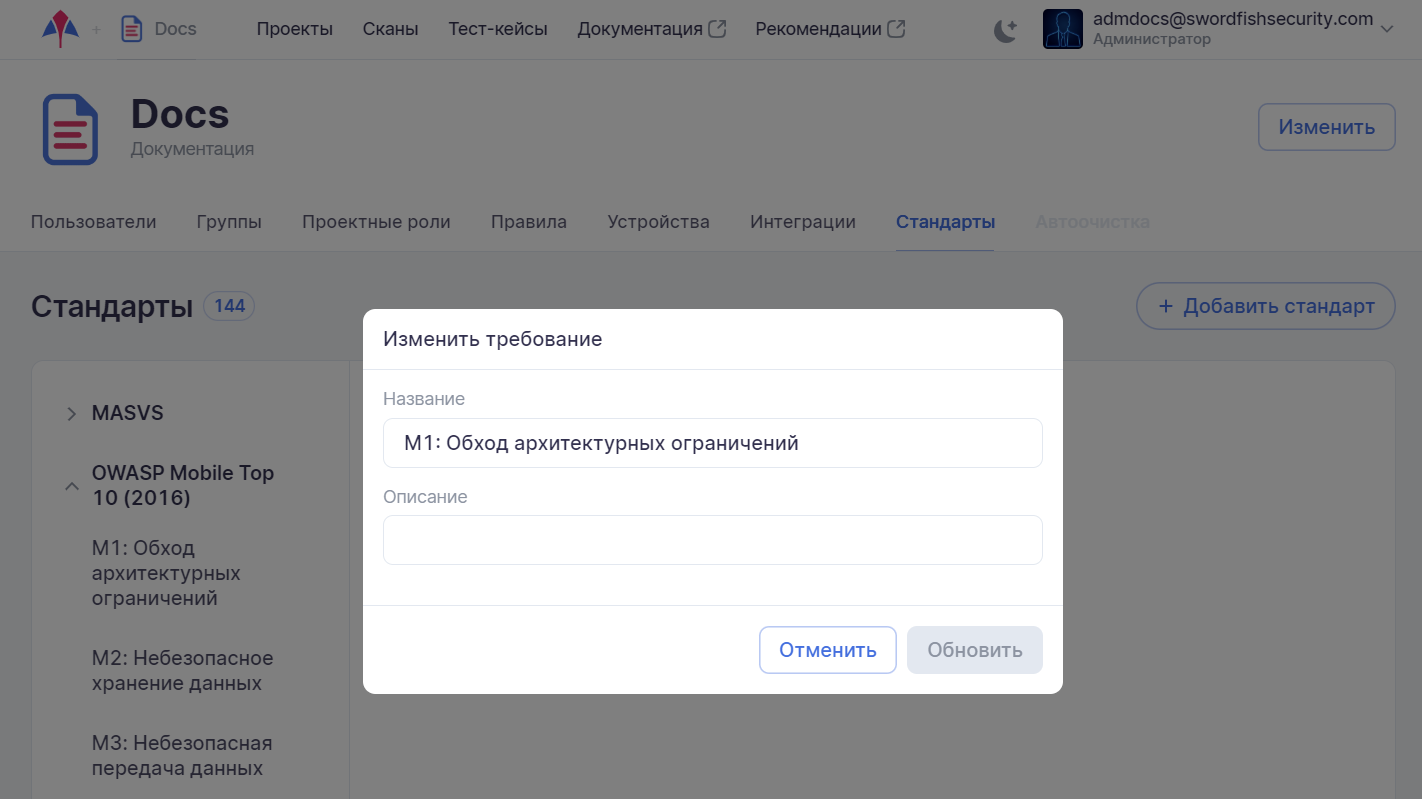 Docs
Проекты
Сканы
Тест-кейсы
Документация
Рекомендации
admdocs@swordfishsecurity.com
Администратор
Docs
Документация
Изменить
Пользователи
Группы
Проектные роли
Правила
Устройства
Интеграции
Стандарты
Автоочистка
Стандарты 144
+ Добавить стандарт
MASVS
OWASP Mobile Top
10 (2016)
M1: Обход
архитектурных
ограничений
M2: Небезопасное
хранение данных
M3: Небезопасная
передача данных
Изменить требование
Название
M1: Обход архитектурных ограничений
Описание
Отменить
Обновить